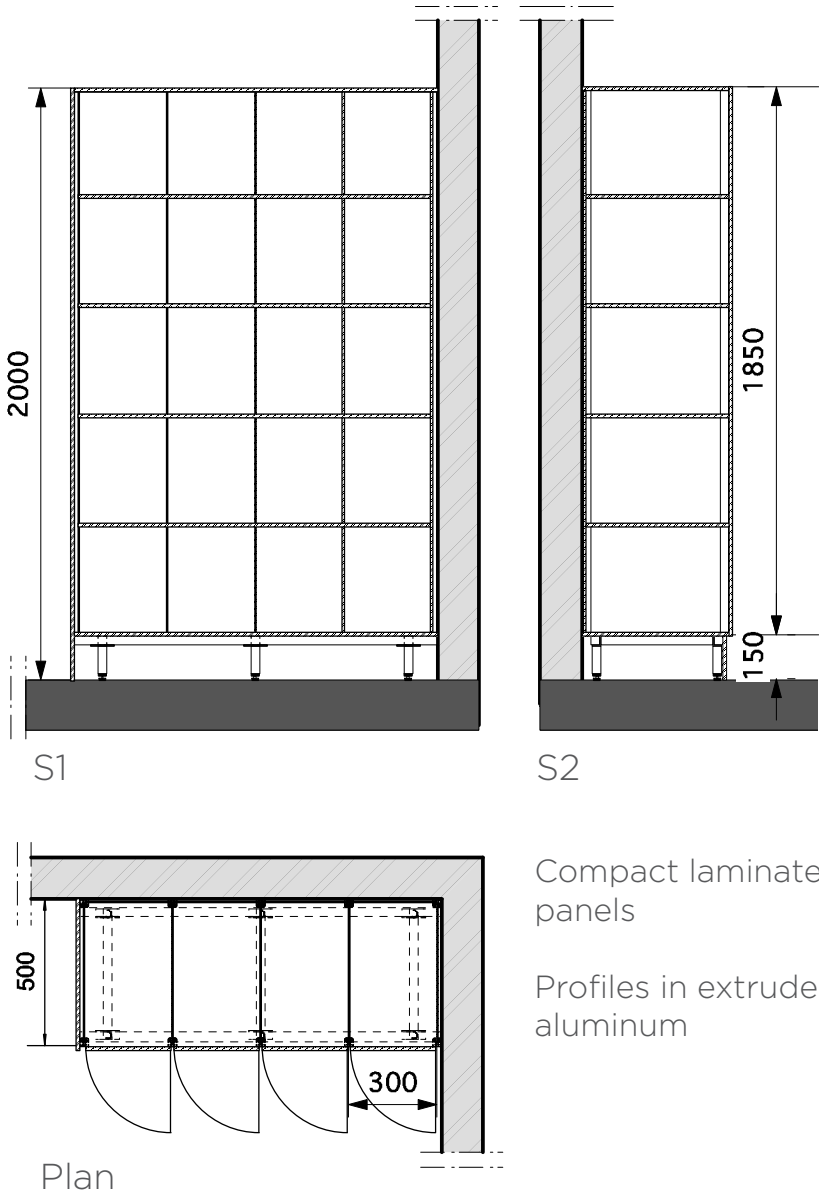 2000
1850
150
S1
S2
Compact laminate
panels
500
Profiles in extrude
aluminum
300
Plan